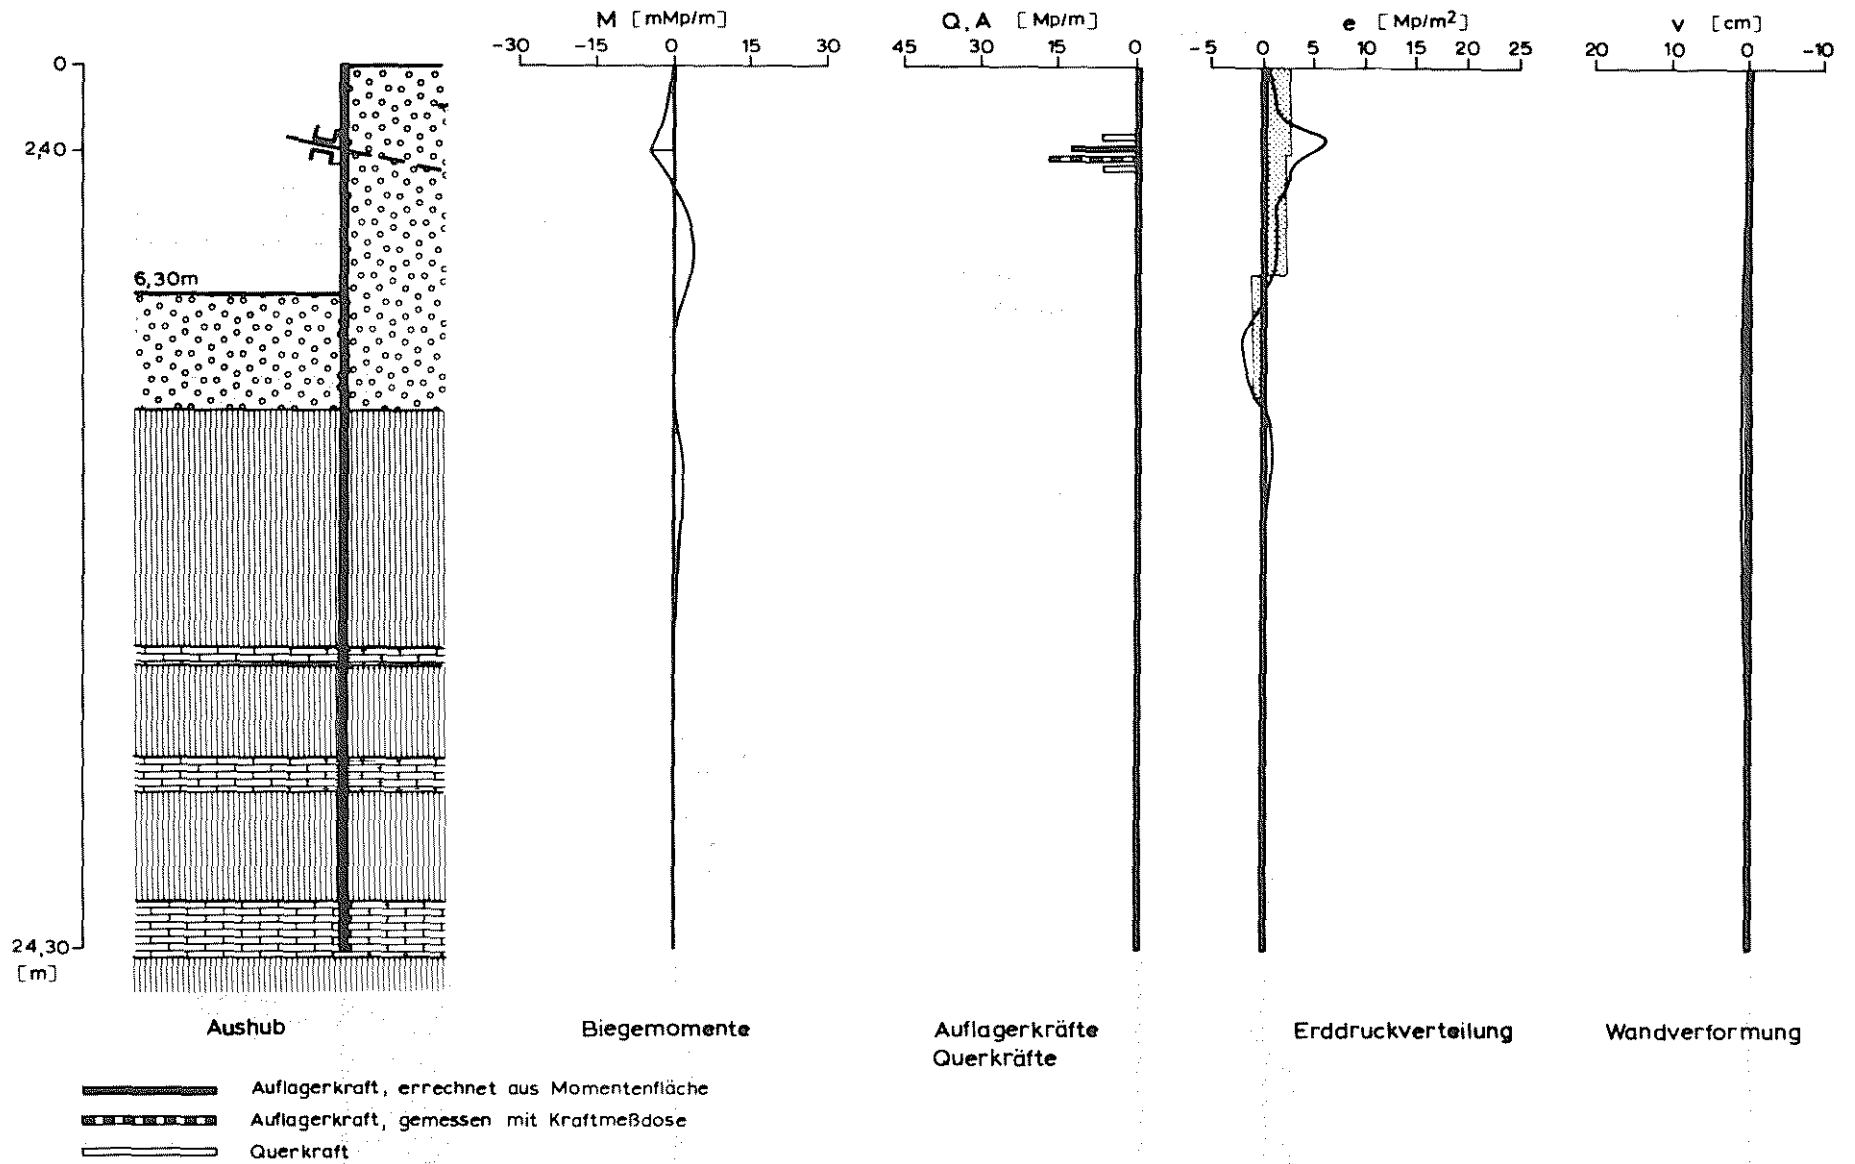 M [mMp/m]
-30 -15 0 15 30
Q, A [Mp/m]
45 30 15 0
e [Mp/m²]
-5 0 5 10 15 20 25
v [cm]
20 10 0 -10
0
2,40
6,30m
24,30
[m]
Aushub
Biegemomente
Auflagerkräfte
Querkräfte
Erddruckverteilung
Wandverformung
Auflagerkraft, errechnet aus Momentenfläche
Auflagerkraft, gemessen mit Kraftmeßdose
Querkraft